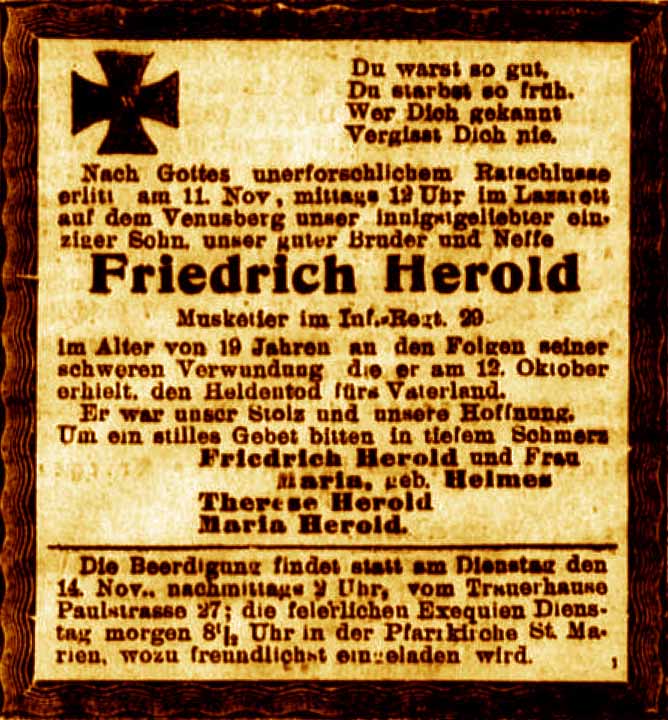 Du warst so gut,
Du starbst so früh.
Wer Dich gekannt
Vergisst Dich nie.
Nach Gottes unerforschlichem Ratschlusse
erlitt am 11. Nov, mittags 12 Uhr im Lazarett
auf dem Venusberg unser innigstgeliebter ein-
ziger Sohn, unser guter Bruder und Neffe
Friedrich Herold
Musketier im Inf.-Regt. 29
im Alter von 19 Jahren an den Folgen seiner
schweren Verwundung die er am 12. Oktober
erhielt, den Heldentod fürs Vaterland.
Er war unser Stolz und unsere Hoffnung.
Um ein stilles Gebet bitten in tiefem Schmerz
Friedrich Herold und Frau
Maria, geb. Helmes
Therese Herold
Maria Herold.
Die Beerdigung findet statt am Dienstag den
14. Nov., nachmittags 2 Uhr, vom Trauerhause
Paulstrasse 27; die feierlichen Exequien Diens-
tag morgen 8½ Uhr in der Pfarrkirche St. Ma-
rien, wozu freundlichst eingeladen wird.
1